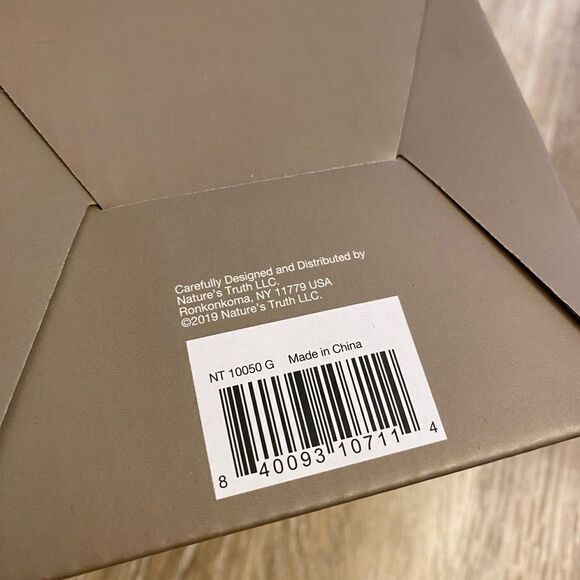 Carefully Designed and Distributed by
Nature's Truth LLC.
Ronkonkoma, NY 11779 USA
©2019 Nature's Truth LLC.
NT 10050 G Made in China
8 40093 10711 4